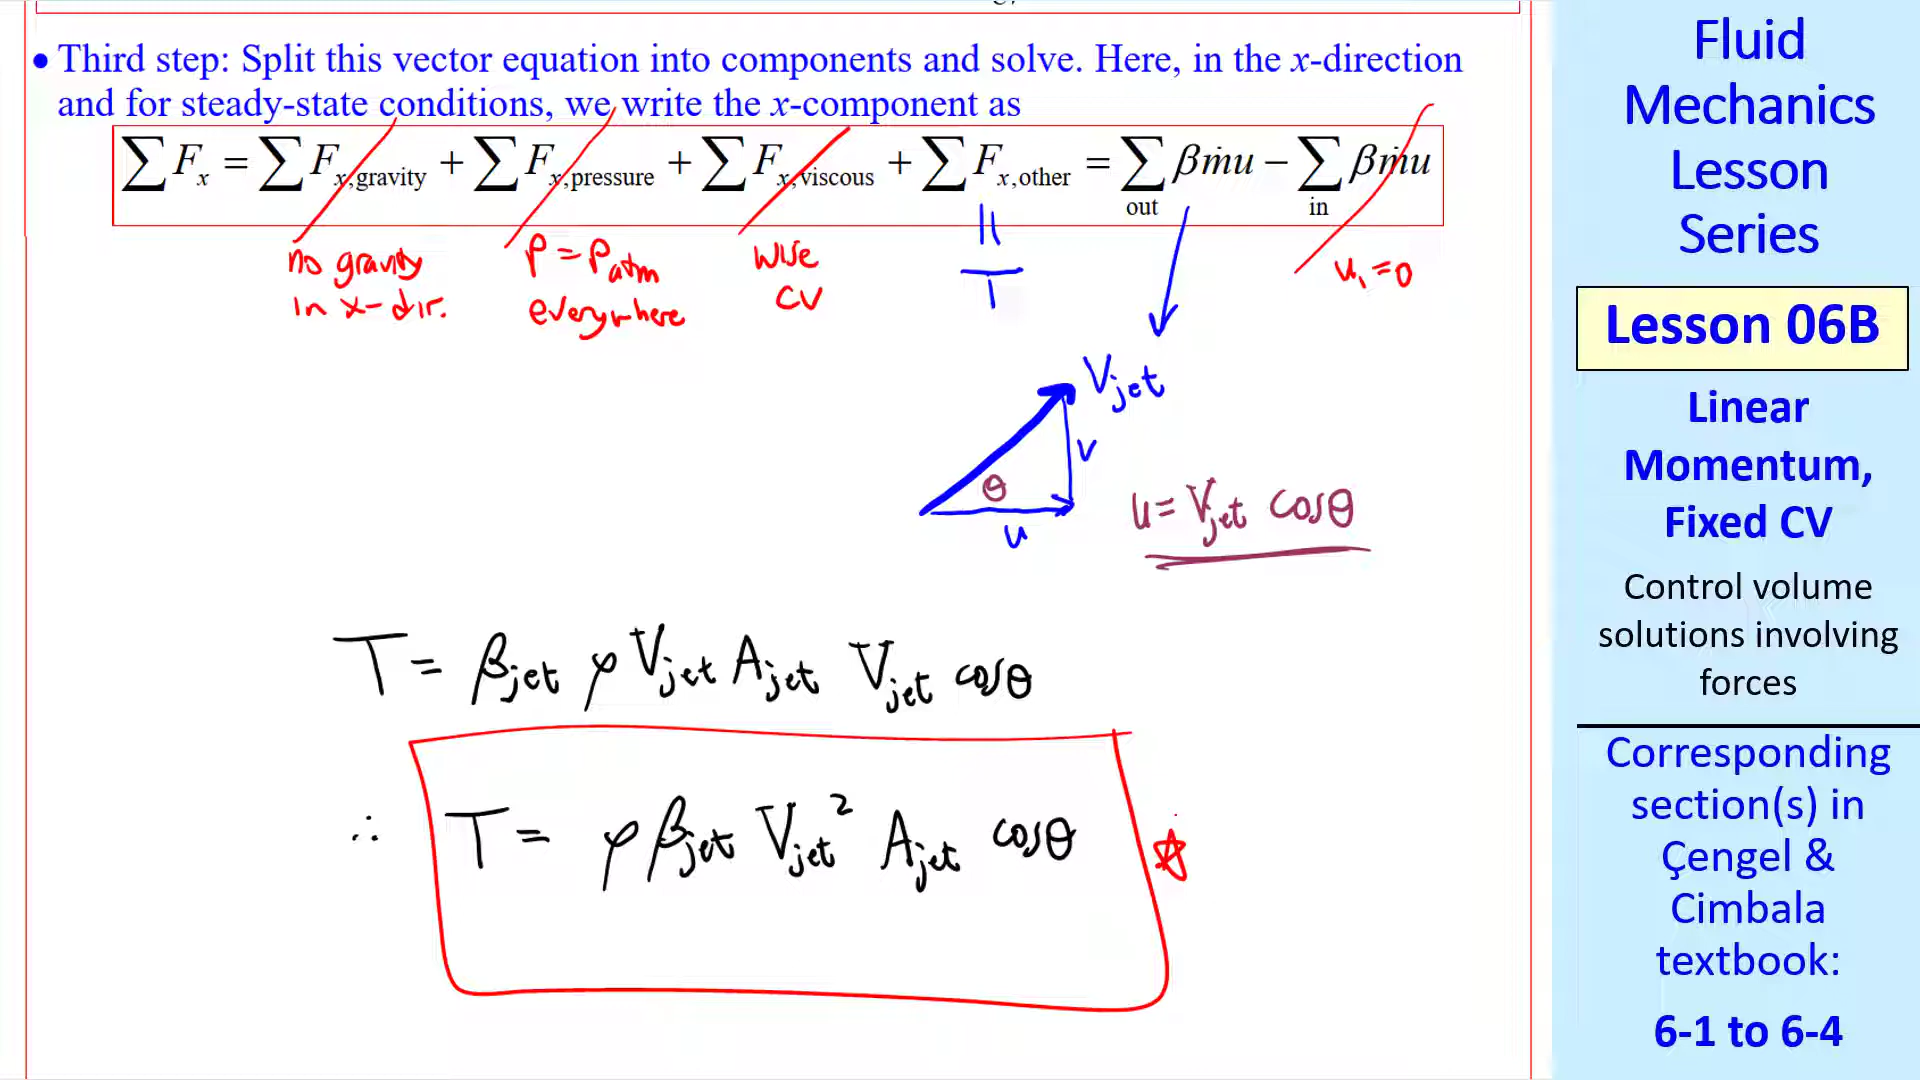 • Third step: Split this vector equation into components and solve. Here, in the x-direction
and for steady-state conditions, we write the x-component as
∑Fx = ∑Fx,gravity + ∑Fx,pressure + ∑Fx,viscous + ∑Fx,other = ∑out βṁu − ∑in βṁu
no gravity
in x-dir.
P = Patm
everywhere
wise
CV
=
T
u₁ = 0
Vjet
v
θ
u
u = Vjet cosθ
T = βjet ρ Vjet Ajet Vjet cosθ
∴ T = ρ βjet Vjet² Ajet cosθ
Fluid
Mechanics
Lesson
Series
Lesson 06B
Linear
Momentum,
Fixed CV
Control volume
solutions involving
forces
Corresponding
section(s) in
Çengel &
Cimbala
textbook:
6-1 to 6-4